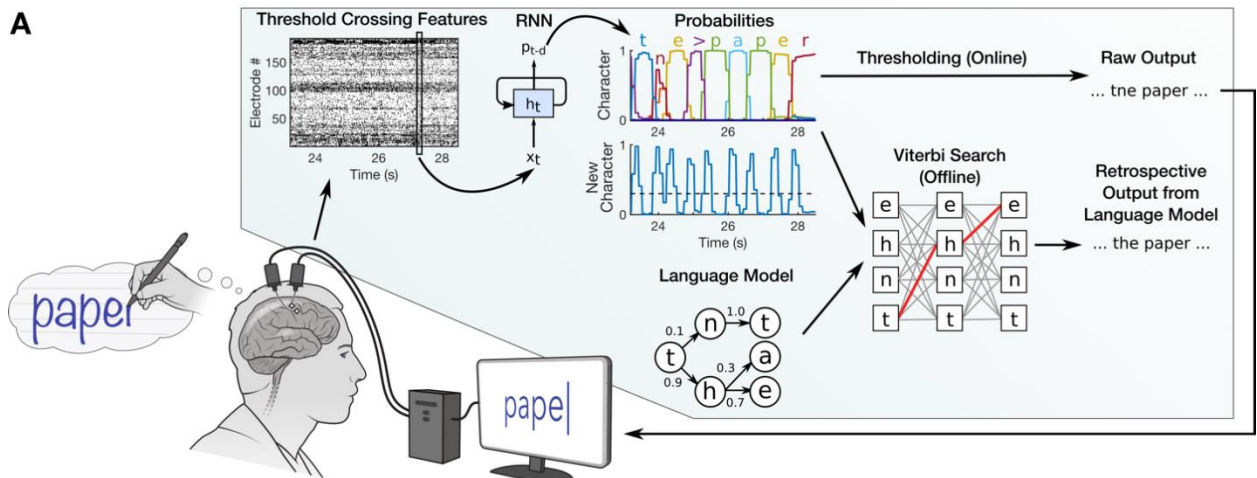 A
Threshold Crossing Features
Electrode #
150
100
50
24
26
28
Time (s)
RNN
pt-d
ht
xt
Probabilities
t n e > p a p e r
Character
1
0
24
26
28
New
Character
1
0
24
26
28
Time (s)
Thresholding (Online)
Raw Output
... tne paper ...
Viterbi Search
(Offline)
e e e
h h h
n n n
t t t
Retrospective
Output from
Language Model
... the paper ...
Language Model
t
0.1
n
1.0
t
0.9
h
0.3
a
0.7
e
paper
pape|